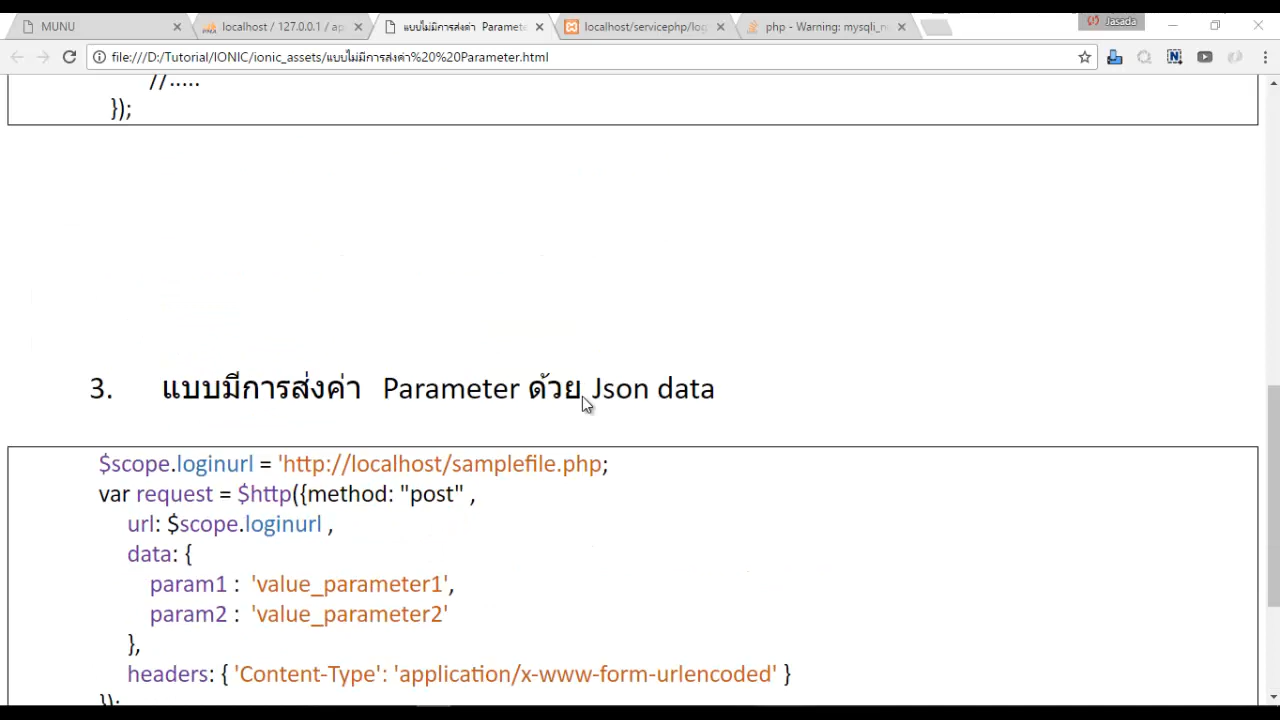 MUNU
localhost / 127.0.0.1 / ap
แบบไม่มีการส่งค่า Paramete
localhost/servicephp/log
php - Warning: mysqli_n
Jasada
file:///D:/Tutorial/IONIC/ionic_assets/แบบไม่มีการส่งค่า%20%20Parameter.html
//.....
});
3. แบบมีการส่งค่า Parameter ด้วย Json data
$scope.loginurl = 'http://localhost/samplefile.php;
var request = $http({method: "post" ,
url: $scope.loginurl ,
data: {
param1 : 'value_parameter1',
param2 : 'value_parameter2'
},
headers: { 'Content-Type': 'application/x-www-form-urlencoded' }
});